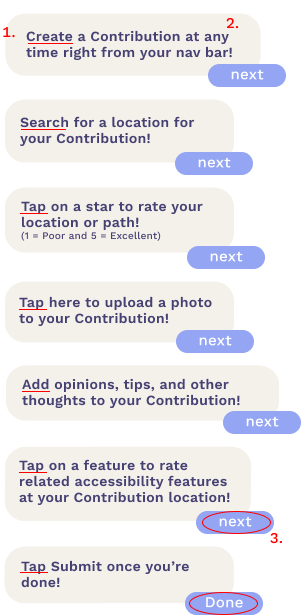 1.
2.
Create a Contribution at any
time right from your nav bar!
next
Search for a location for
your Contribution!
next
Tap on a star to rate your
location or path!
(1 = Poor and 5 = Excellent)
next
Tap here to upload a photo
to your Contribution!
next
Add opinions, tips, and other
thoughts to your Contribution!
next
Tap on a feature to rate
related accessibility features
at your Contribution location!
next
3.
Tap Submit once you’re
done!
Done